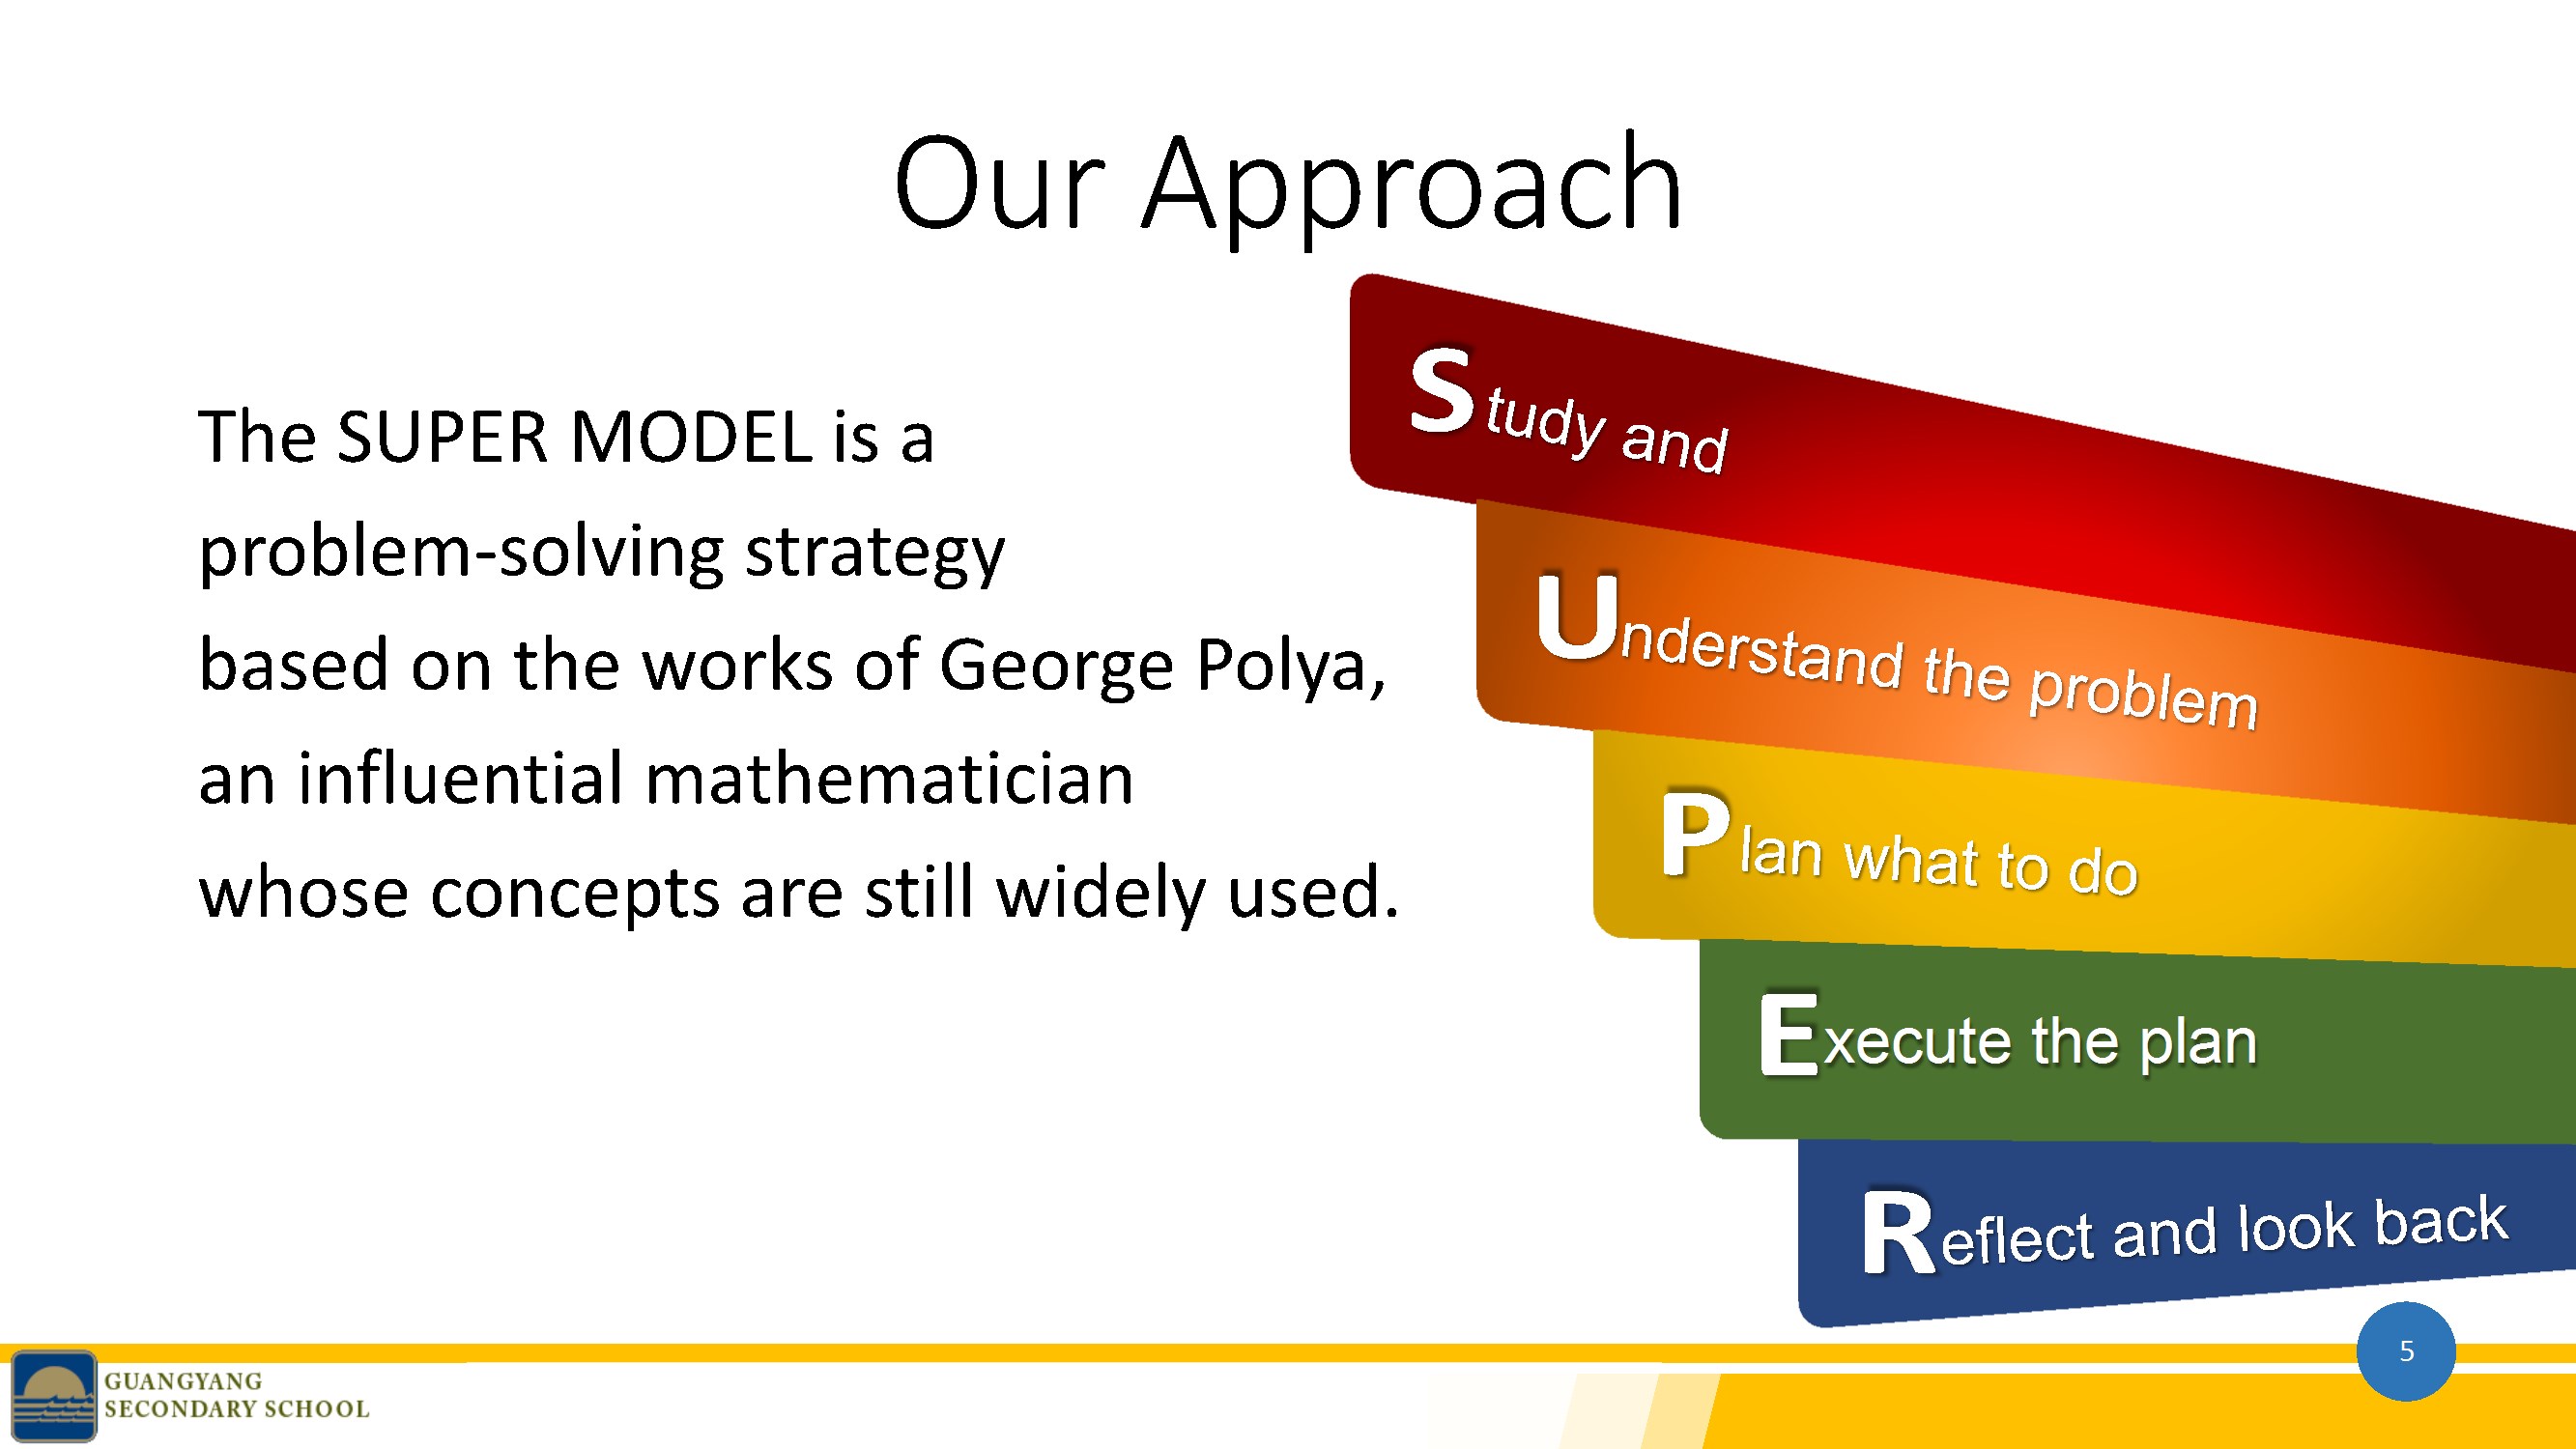 Our Approach
The SUPER MODEL is a
problem-solving strategy
based on the works of George Polya,
an influential mathematician
whose concepts are still widely used.
Study and
Understand the problem
Plan what to do
Execute the plan
Reflect and look back
5
GUANGYANG
SECONDARY SCHOOL